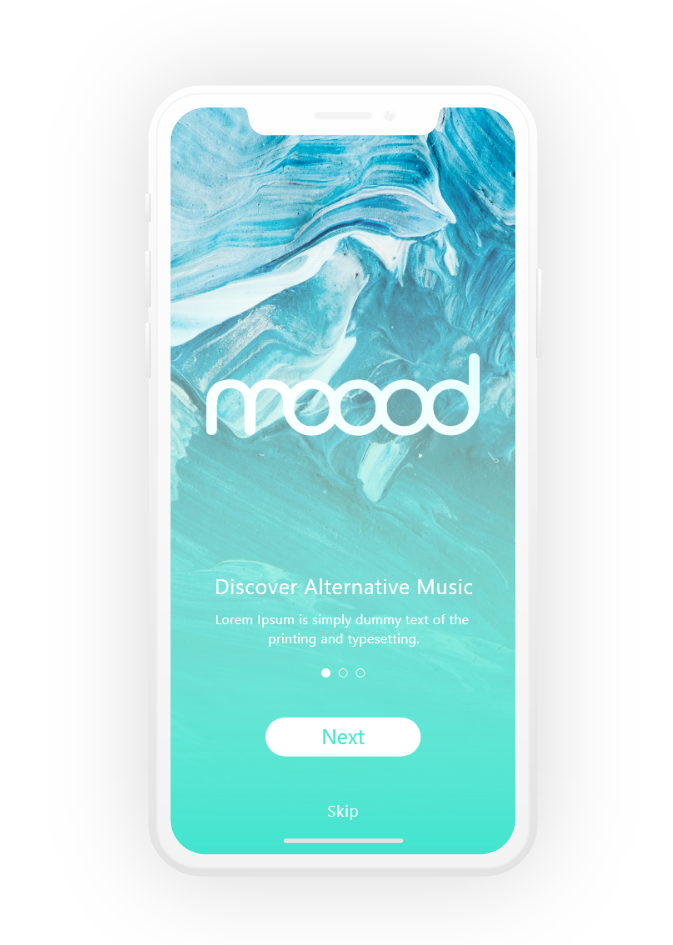 moood
Discover Alternative Music
Lorem Ipsum is simply dummy text of the
printing and typesetting.
Next
Skip